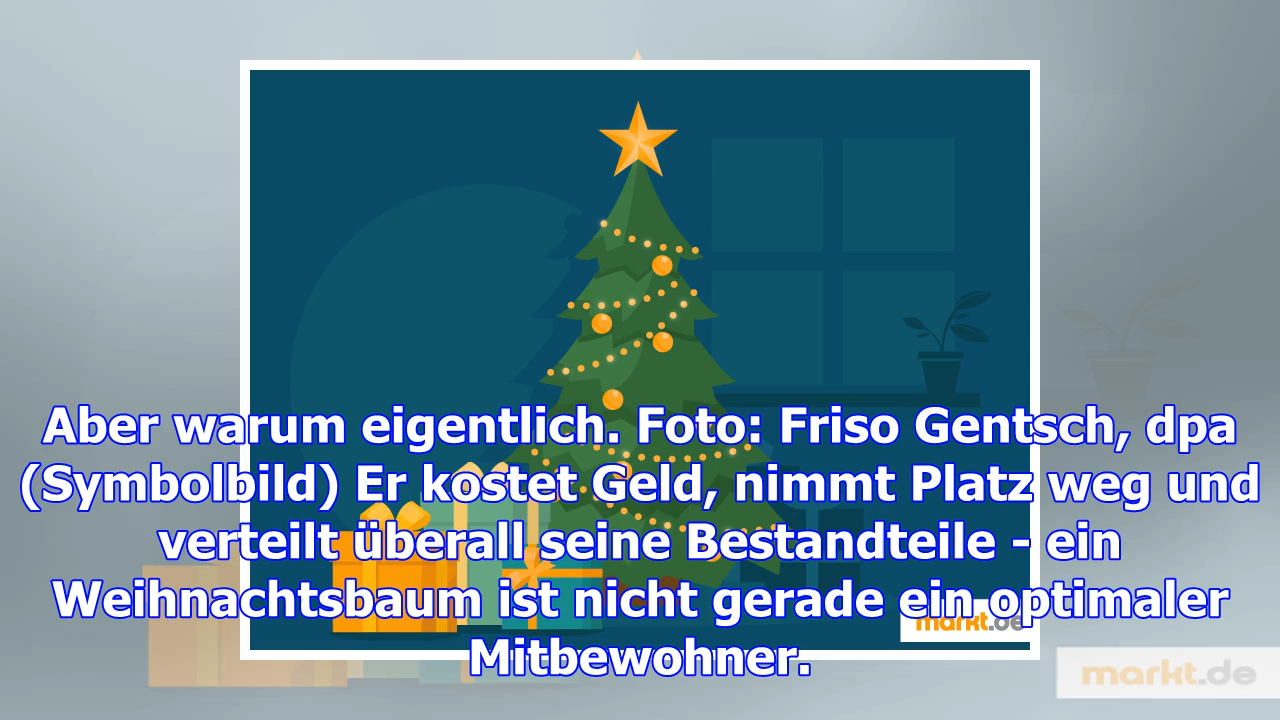 Aber warum eigentlich. Foto: Friso Gentsch, dpa
(Symbolbild) Er kostet Geld, nimmt Platz weg und
verteilt überall seine Bestandteile - ein
Weihnachtsbaum ist nicht gerade ein optimaler
markt.de
Mitbewohner.
markt.de